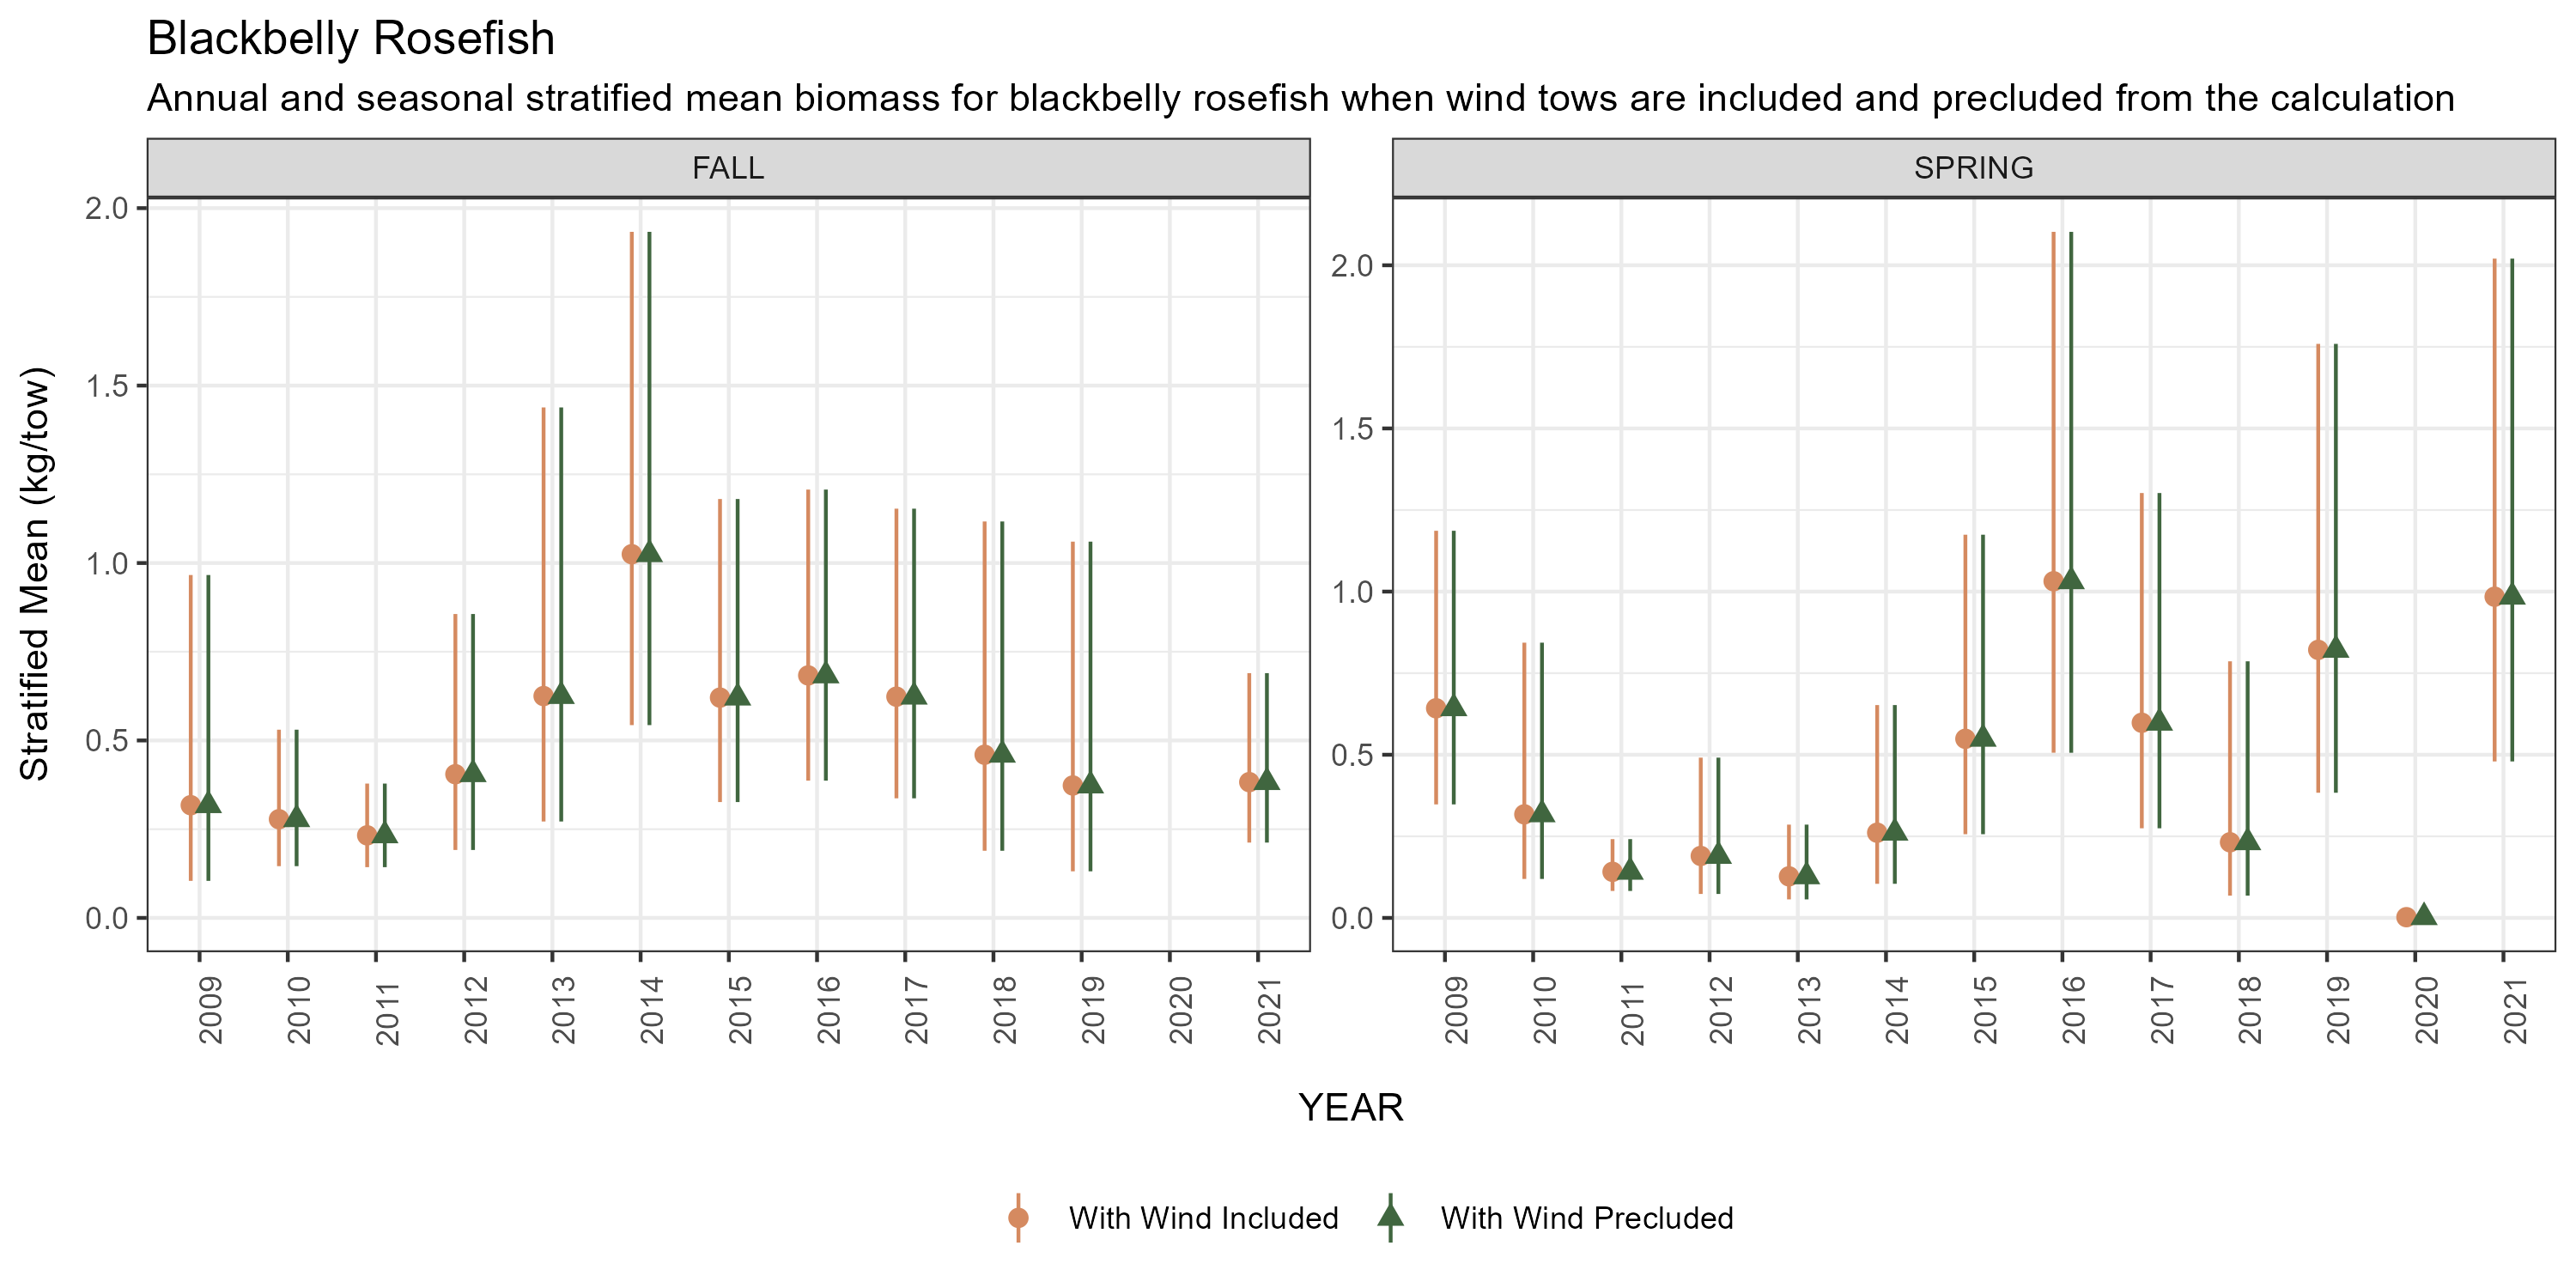 Blackbelly Rosefish
Annual and seasonal stratified mean biomass for blackbelly rosefish when wind tows are included and precluded from the calculation
FALL
SPRING
Stratified Mean (kg/tow)
2.0
1.5
1.0
0.5
0.0
2.0
1.5
1.0
0.5
0.0
2009 2010 2011 2012 2013 2014 2015 2016 2017 2018 2019 2020 2021
2009 2010 2011 2012 2013 2014 2015 2016 2017 2018 2019 2020 2021
YEAR
With Wind Included
With Wind Precluded